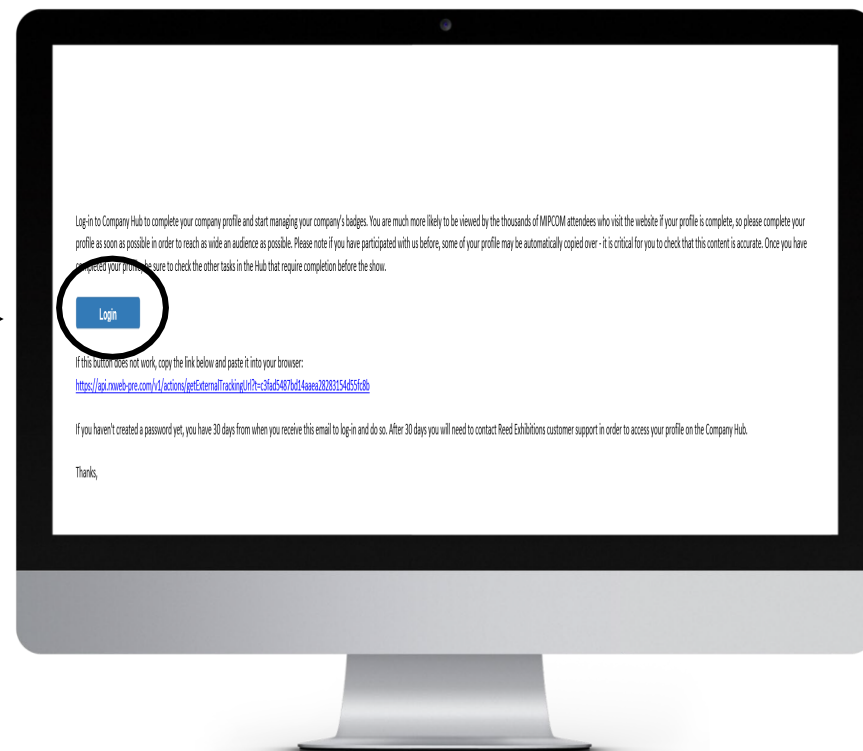 Log-in to Company Hub to complete your company profile and start managing your company's badges. You are much more likely to be viewed by the thousands of MIPCOM attendees who visit the website if your profile is complete, so please complete your
profile as soon as possible in order to reach as wide an audience as possible. Please note if you have participated with us before, some of your profile may be automatically copied over - it is critical for you to check that this content is accurate. Once you have
completed your profile, be sure to check the other tasks in the Hub that require completion before the show.
Login
If this button does not work, copy the link below and paste it into your browser:
https://api.rxweb-pre.com/v1/actions/getExternalTrackingUrl?t=c3fad5487bd14aaea28283154d55fc8b
If you haven't created a password yet, you have 30 days from when you receive this email to log-in and do so. After 30 days you will need to contact Reed Exhibitions customer support in order to access your profile on the Company Hub.
Thanks,